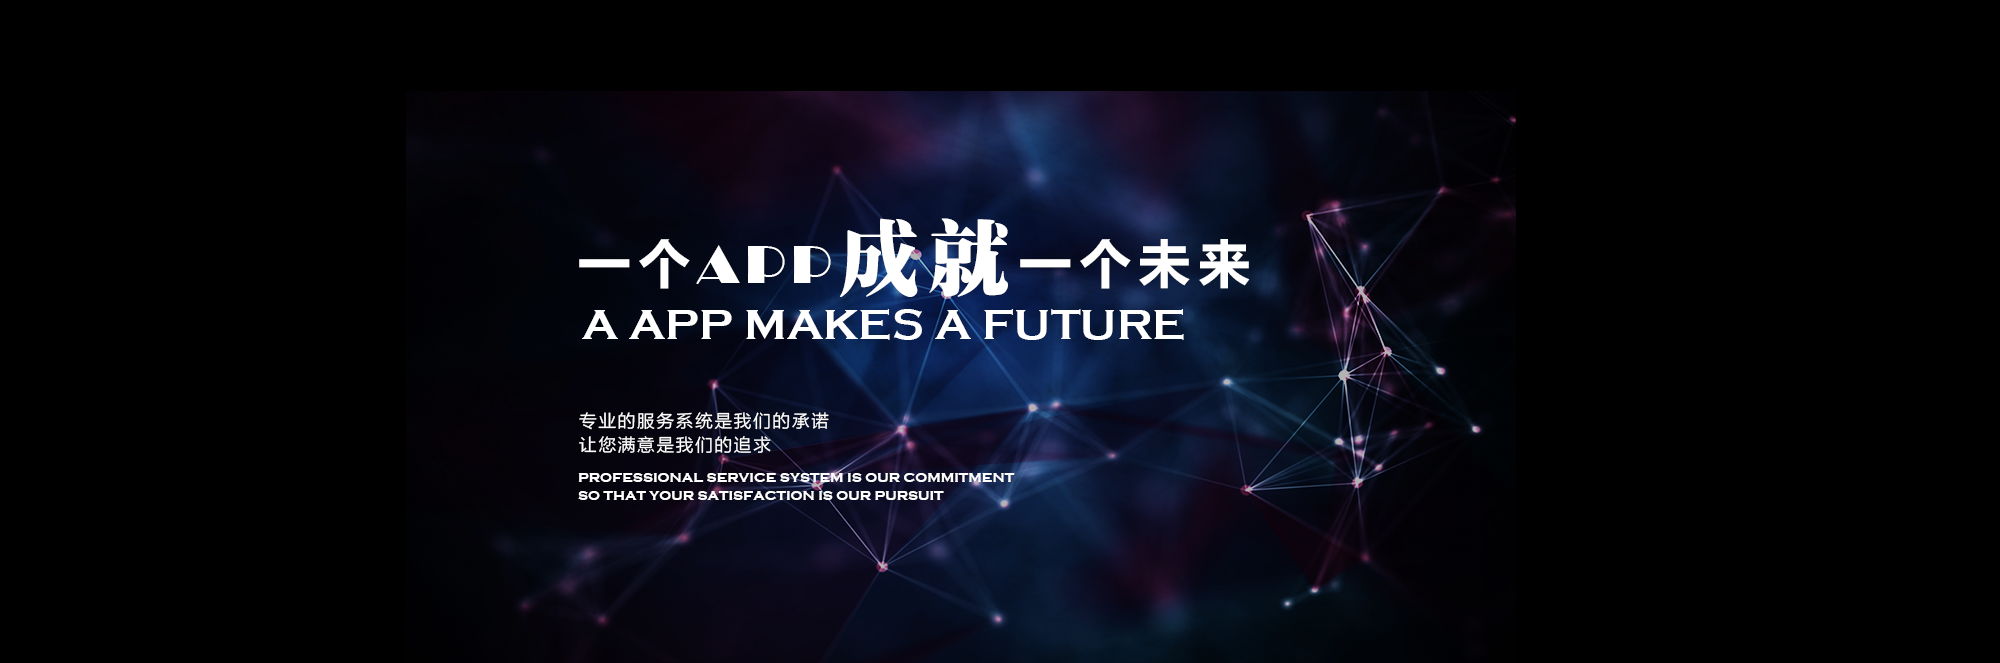 一个APP成就一个未来
A APP MAKES A FUTURE
专业的服务系统是我们的承诺
让您满意是我们的追求
PROFESSIONAL SERVICE SYSTEM IS OUR COMMITMENT
SO THAT YOUR SATISFACTION IS OUR PURSUIT